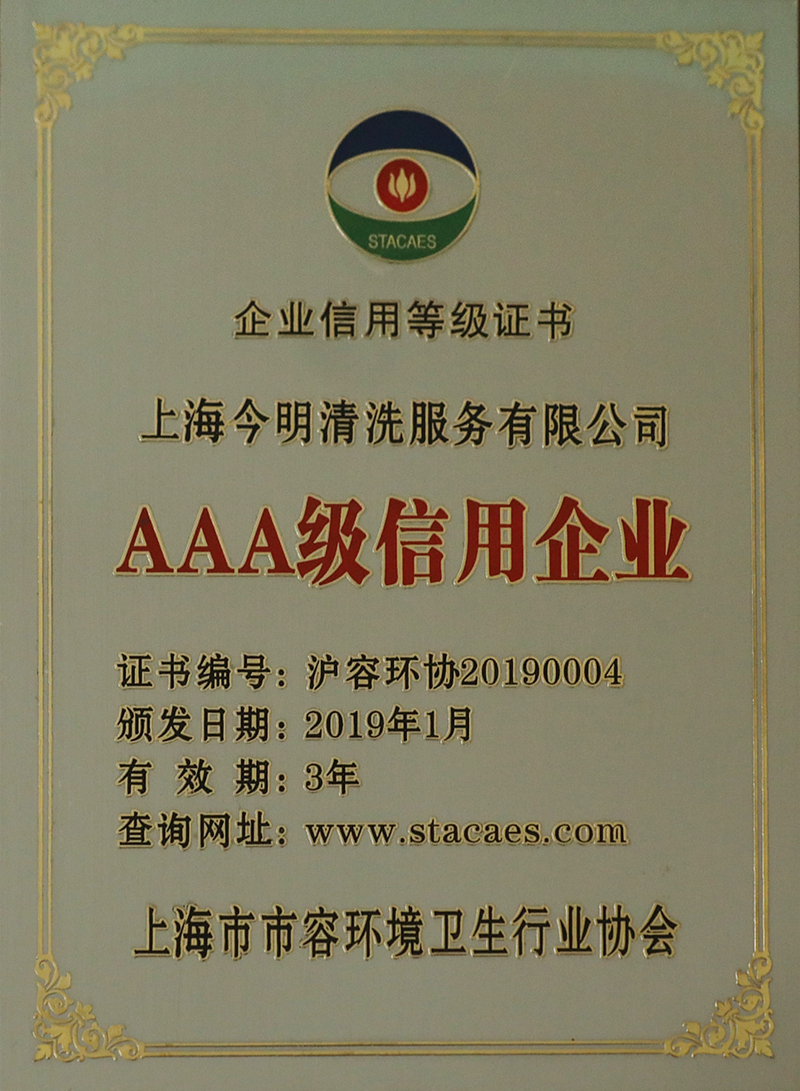 STACAES
企业信用等级证书
上海今明清洗服务有限公司
AAA级信用企业
证书编号：沪容环协20190004
颁发日期：2019年1月
有 效 期：3年
查询网址：www.stacaes.com
上海市市容环境卫生行业协会